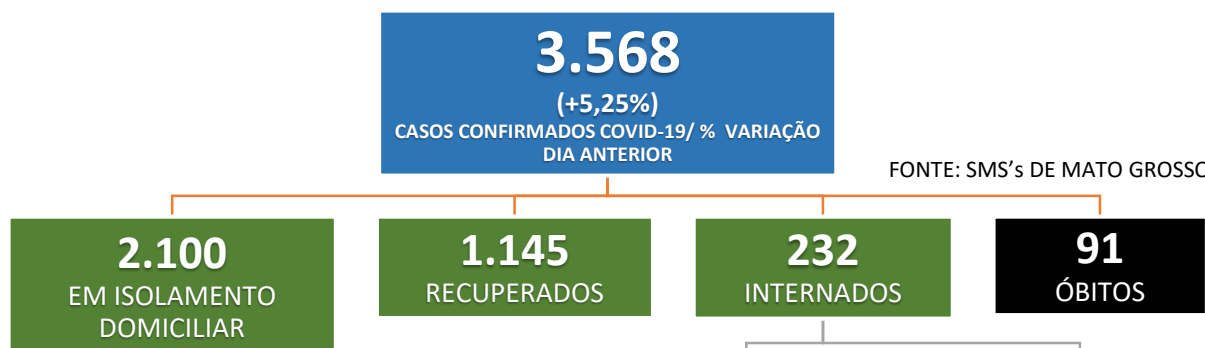 3.568
(+5,25%)
CASOS CONFIRMADOS COVID-19/ % VARIAÇÃO
DIA ANTERIOR
FONTE: SMS's DE MATO GROSSO
2.100
EM ISOLAMENTO
DOMICILIAR
1.145
RECUPERADOS
232
INTERNADOS
91
ÓBITOS